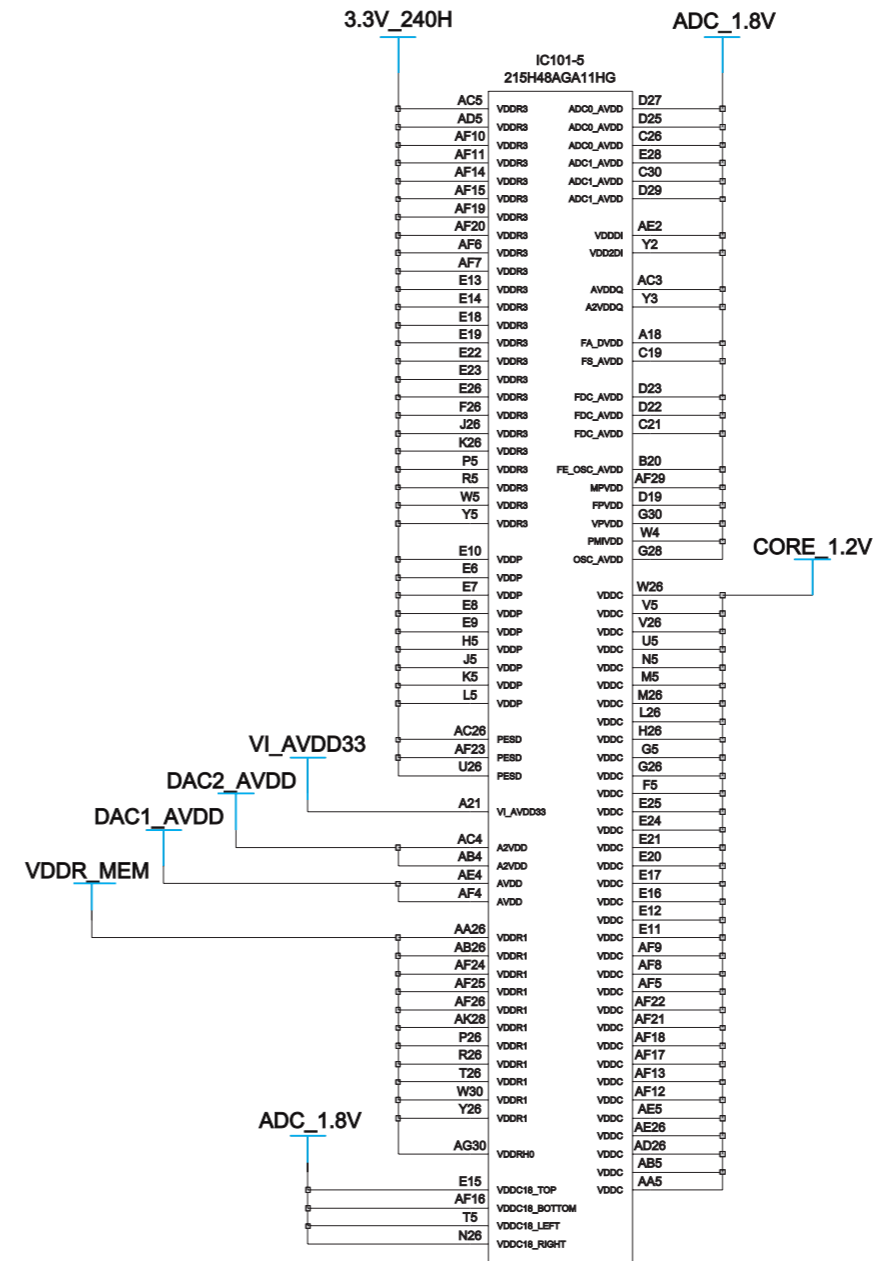 3.3V_240H
ADC_1.8V
IC101-5
215H48AGA11HG
AC5 VDDR3 ADC0_AVDD D27
AD5 VDDR3 ADC0_AVDD D25
AF10 VDDR3 ADC0_AVDD C26
AF11 VDDR3 ADC1_AVDD E28
AF14 VDDR3 ADC1_AVDD C30
AF15 VDDR3 ADC1_AVDD D29
AF19 VDDR3
AF20 VDDR3 VDDDI AE2
AF6 VDDR3 VDD2DI Y2
AF7 VDDR3
E13 VDDR3 AVDDQ AC3
E14 VDDR3 A2VDDQ Y3
E18 VDDR3
E19 VDDR3 FA_DVDD A18
E22 VDDR3 FS_AVDD C19
E23 VDDR3
E26 VDDR3 FDC_AVDD D23
F26 VDDR3 FDC_AVDD D22
J26 VDDR3 FDC_AVDD C21
K26 VDDR3
P5 VDDR3 FE_OSC_AVDD B20
R5 VDDR3 MPVDD AF29
W5 VDDR3 FPVDD D19
Y5 VDDR3 VPVDD G30
PMIVDD W4
E10 VDDP OSC_AVDD G28
CORE_1.2V
E6 VDDP
E7 VDDP VDDC W26
E8 VDDP VDDC V5
E9 VDDP VDDC V26
H5 VDDP VDDC U5
J5 VDDP VDDC N5
K5 VDDP VDDC M5
L5 VDDP VDDC M26
VDDC L26
AC26 PESD VDDC H26
AF23 PESD VDDC G5
U26 PESD VDDC G26
VI_AVDD33
DAC2_AVDD
DAC1_AVDD
VDDR_MEM
VDDC F5
A21 VI_AVDD33 VDDC E25
VDDC E24
AC4 A2VDD VDDC E21
AB4 A2VDD VDDC E20
AE4 AVDD VDDC E17
AF4 AVDD VDDC E16
VDDC E12
AA26 VDDR1 VDDC E11
AB26 VDDR1 VDDC AF9
AF24 VDDR1 VDDC AF8
AF25 VDDR1 VDDC AF5
AF26 VDDR1 VDDC AF22
AK28 VDDR1 VDDC AF21
P26 VDDR1 VDDC AF18
R26 VDDR1 VDDC AF17
T26 VDDR1 VDDC AF13
W30 VDDR1 VDDC AF12
Y26 VDDR1 VDDC AE5
ADC_1.8V
VDDC AE26
AG30 VDDRH0 VDDC AD26
VDDC AB5
E15 VDDC18_TOP VDDC AA5
AF16 VDDC18_BOTTOM
T5 VDDC18_LEFT
N26 VDDC18_RIGHT